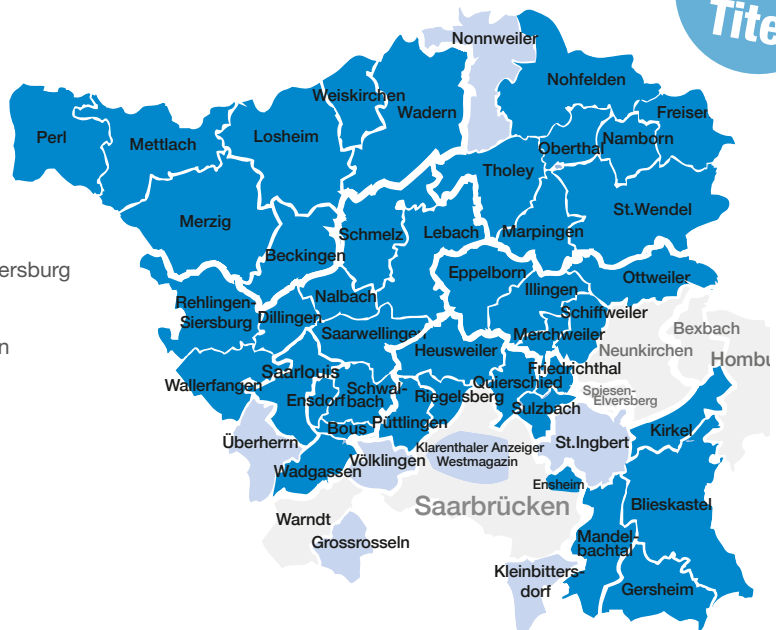 Tite
Nonnweiler
Nohfelden
Weiskirchen
Freisen
Wadern
Perl
Mettlach
Losheim
Oberthal
Namborn
Tholey
Merzig
St.Wendel
Schmelz
Lebach
Marpingen
Beckingen
ersburg
Eppelborn
Ottweiler
Illingen
Nalbach
Rehlingen-
Siersburg
Dillingen
Schiffweiler
Saarwellingen
Merchweiler
Bexbach
n
Heusweiler
Neunkirchen
Hombu
Friedrichthal
Saarlouis
Wallerfangen
Quierschied
Schwal-
bach
Riegelsberg
Spiesen-
Elversberg
Ensdorf
Sulzbach
Püttlingen
Bous
Kirkel
Überherrn
St.Ingbert
Klarenthaler Anzeiger
Westmagazin
Völklingen
Wadgassen
Ensheim
Saarbrücken
Blieskastel
Warndt
Mandel-
bachtal
Grossrosseln
Kleinbitters-
dorf
Gersheim